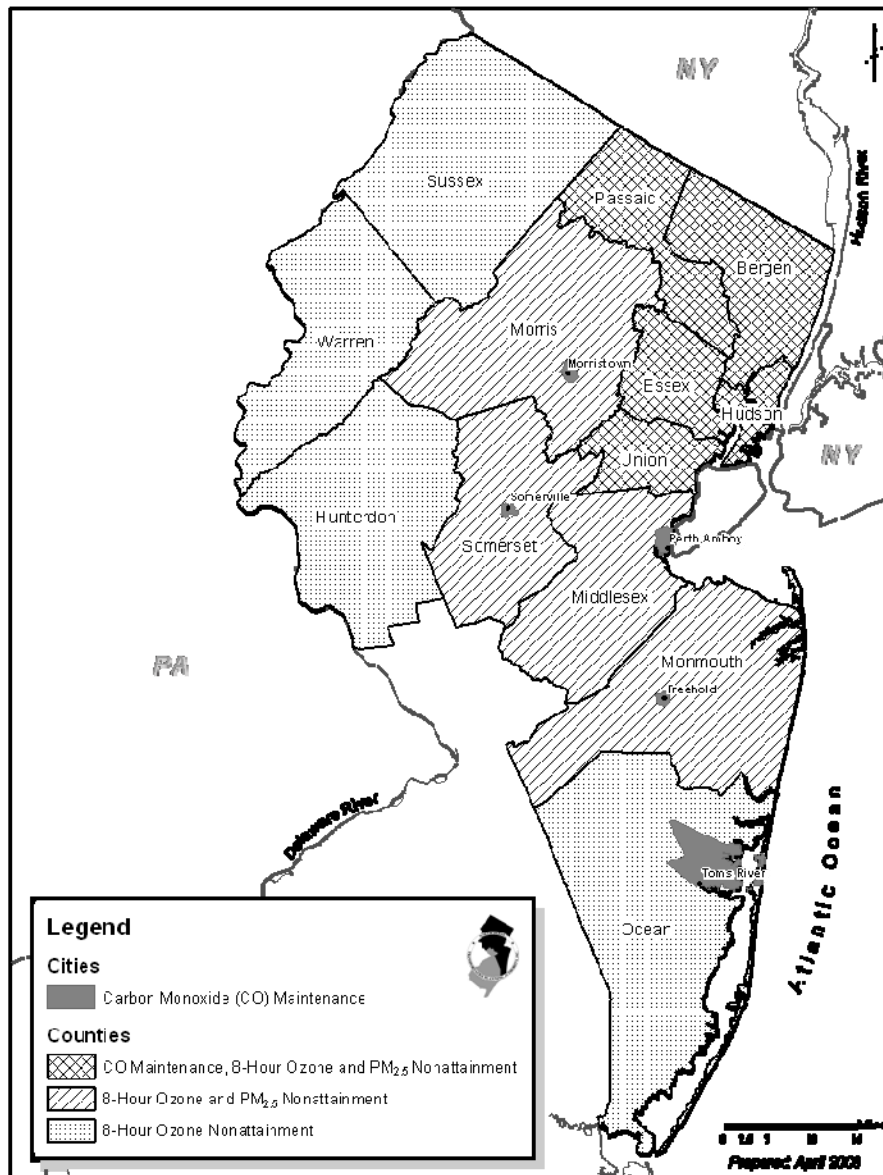 NY
Hudson River
Sussex
Passaic
Bergen
Warren
Morris
Morristown
Essex
Hudson
NY
Union
Hunterdon
Somerville
Somerset
Perth Amboy
Middlesex
PA
Monmouth
Freehold
Delaware River
Atlantic Ocean
Toms River
Ocean
Legend
Cities
Carbon Monoxide (CO) Maintenance
Counties
CO Maintenance, 8-Hour Ozone and PM2.5 Nonattainment
8-Hour Ozone and PM2.5 Nonattainment
8-Hour Ozone Nonattainment
Prepared April